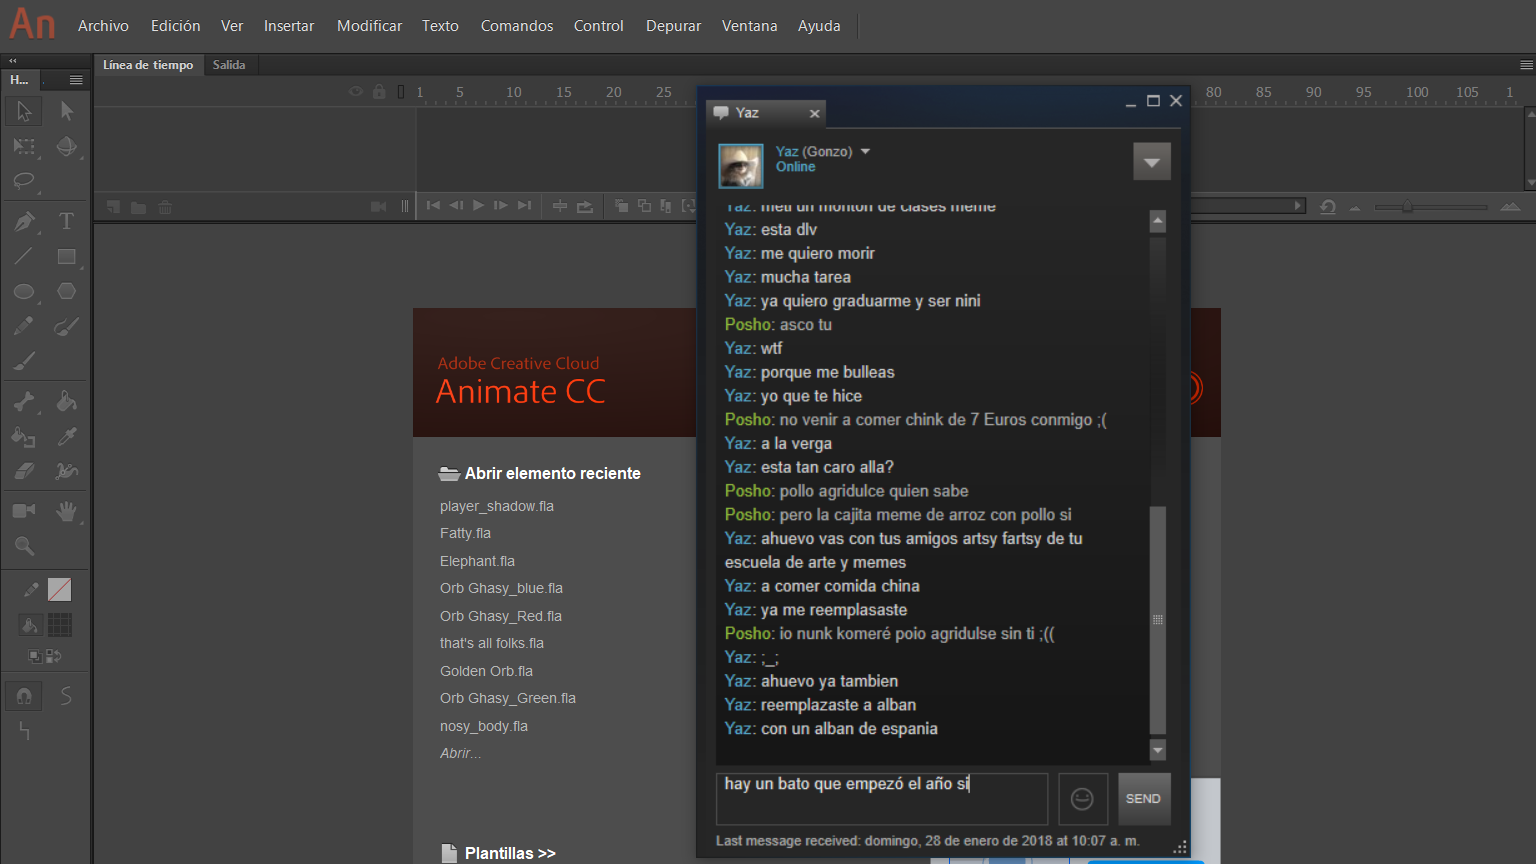 An Archivo Edición Ver Insertar Modificar Texto Comandos Control Depurar Ventana Ayuda
H... Línea de tiempo Salida
1 5 10 15 20 25 80 85 90 95 100 105 1
Yaz
Yaz (Gonzo)
Online
Yaz: metí un montón de clases meme
Yaz: esta dlv
Yaz: me quiero morir
Yaz: mucha tarea
Yaz: ya quiero graduarme y ser nini
Posho: asco tu
Yaz: wtf
Yaz: porque me bulleas
Yaz: yo que te hice
Posho: no venir a comer chink de 7 Euros conmigo ;(
Yaz: a la verga
Yaz: esta tan caro alla?
Posho: pollo agridulce quien sabe
Posho: pero la cajita meme de arroz con pollo si
Yaz: ahuevo vas con tus amigos artsy fartsy de tu
escuela de arte y memes
Yaz: a comer comida china
Yaz: ya me reemplasaste
Posho: io nunk komeré poio agridulse sin ti ;((
Yaz: ;_;
Yaz: ahuevo ya tambien
Yaz: reemplazaste a alban
Yaz: con un alban de espania
hay un bato que empezó el año si
SEND
Last message received: domingo, 28 de enero de 2018 at 10:07 a. m.
Adobe Creative Cloud
Animate CC
Abrir elemento reciente
player_shadow.fla
Fatty.fla
Elephant.fla
Orb Ghasy_blue.fla
Orb Ghasy_Red.fla
that's all folks.fla
Golden Orb.fla
Orb Ghasy_Green.fla
nosy_body.fla
Abrir...
Plantillas >>